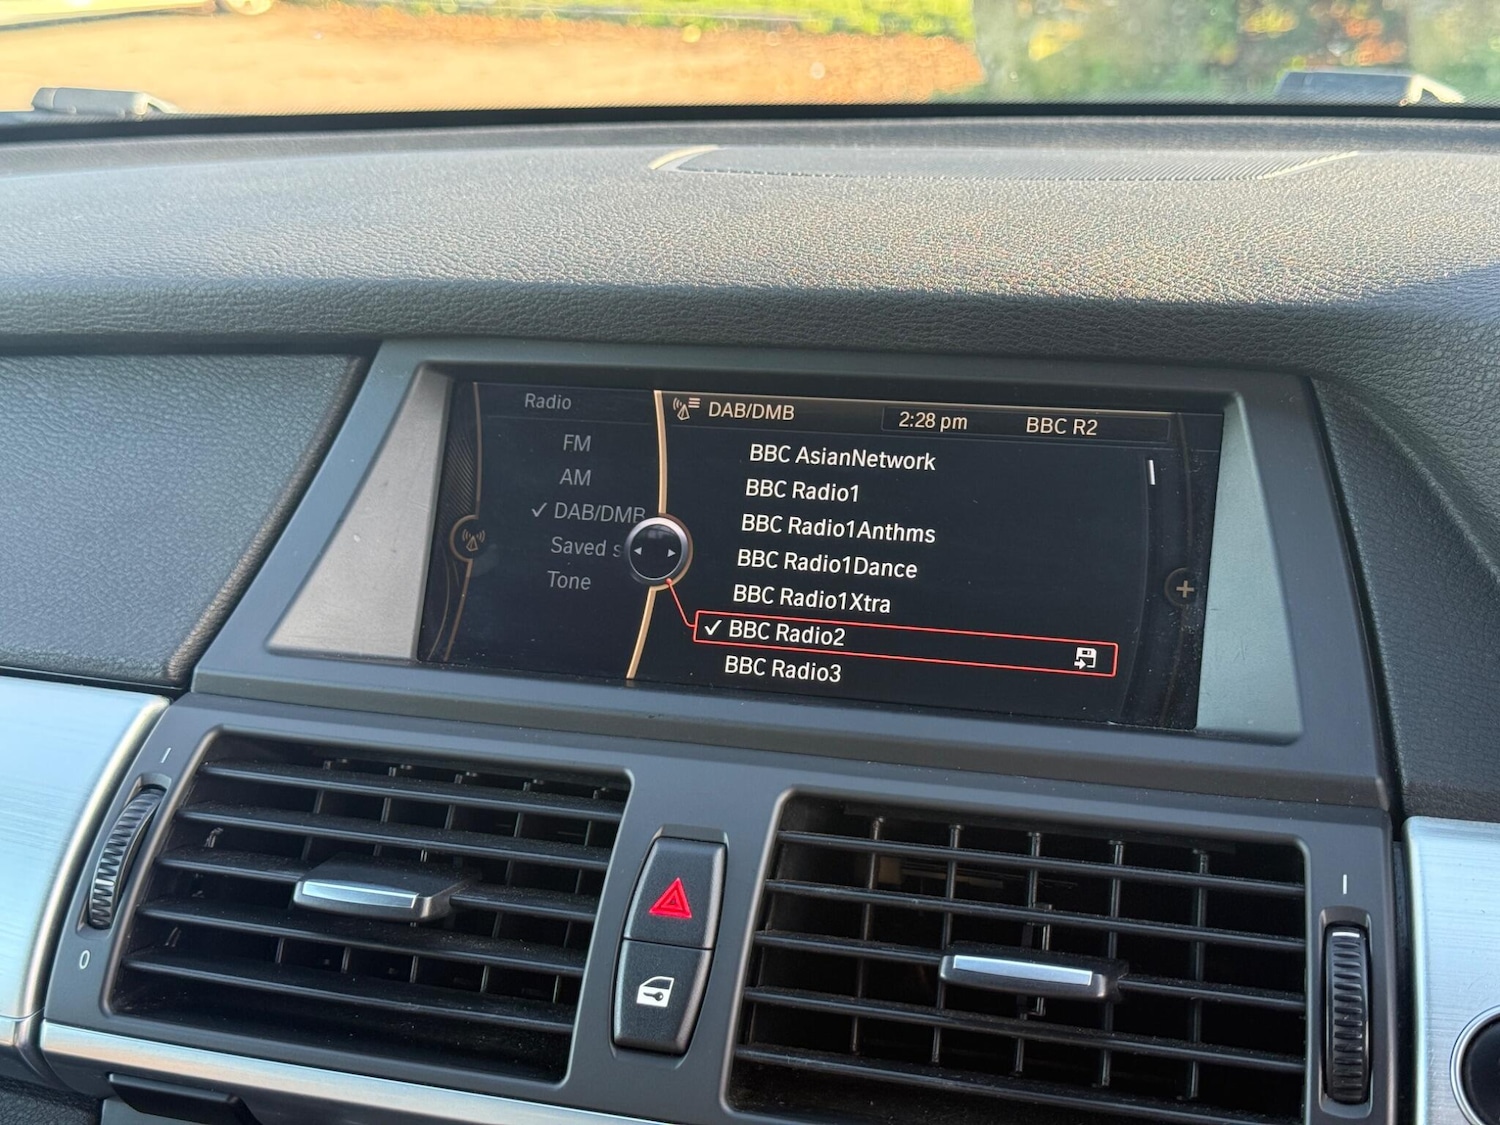 Radio
FM
AM
✓ DAB/DMB
Saved s
Tone
DAB/DMB 2:28 pm BBC R2
BBC AsianNetwork
BBC Radio1
BBC Radio1Anthms
BBC Radio1Dance
BBC Radio1Xtra
✓ BBC Radio2
BBC Radio3
I
0
I